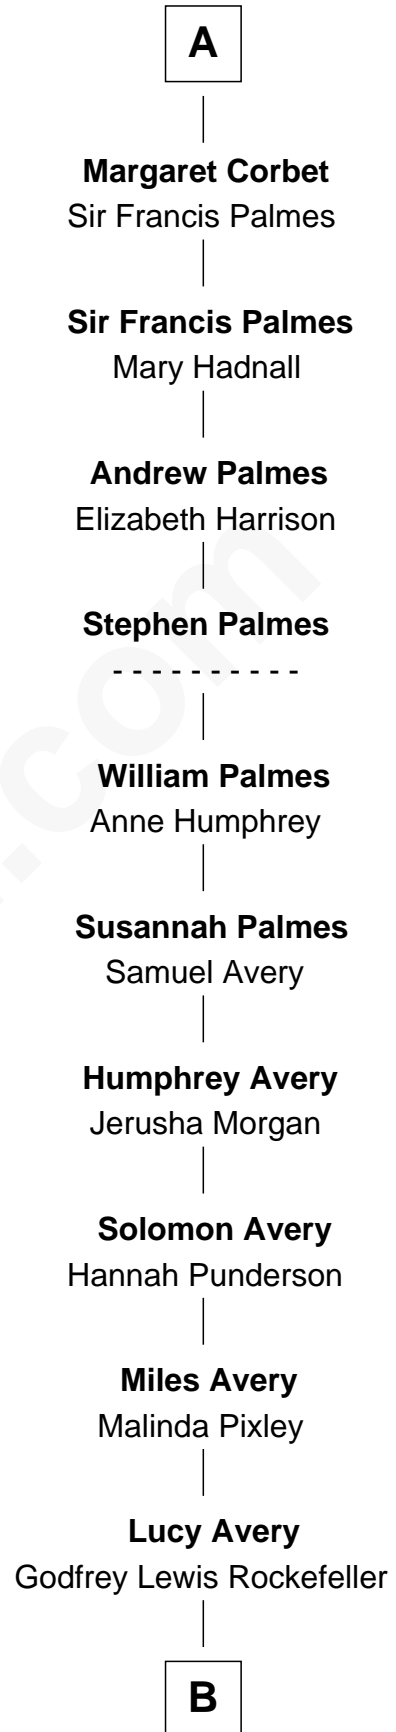 A
Margaret Corbet
Sir Francis Palmes
Sir Francis Palmes
Mary Hadnall
Andrew Palmes
Elizabeth Harrison
Stephen Palmes
- - - - - - - - - -
William Palmes
Anne Humphrey
Susannah Palmes
Samuel Avery
Humphrey Avery
Jerusha Morgan
Solomon Avery
Hannah Punderson
Miles Avery
Malinda Pixley
Lucy Avery
Godfrey Lewis Rockefeller
B
.com